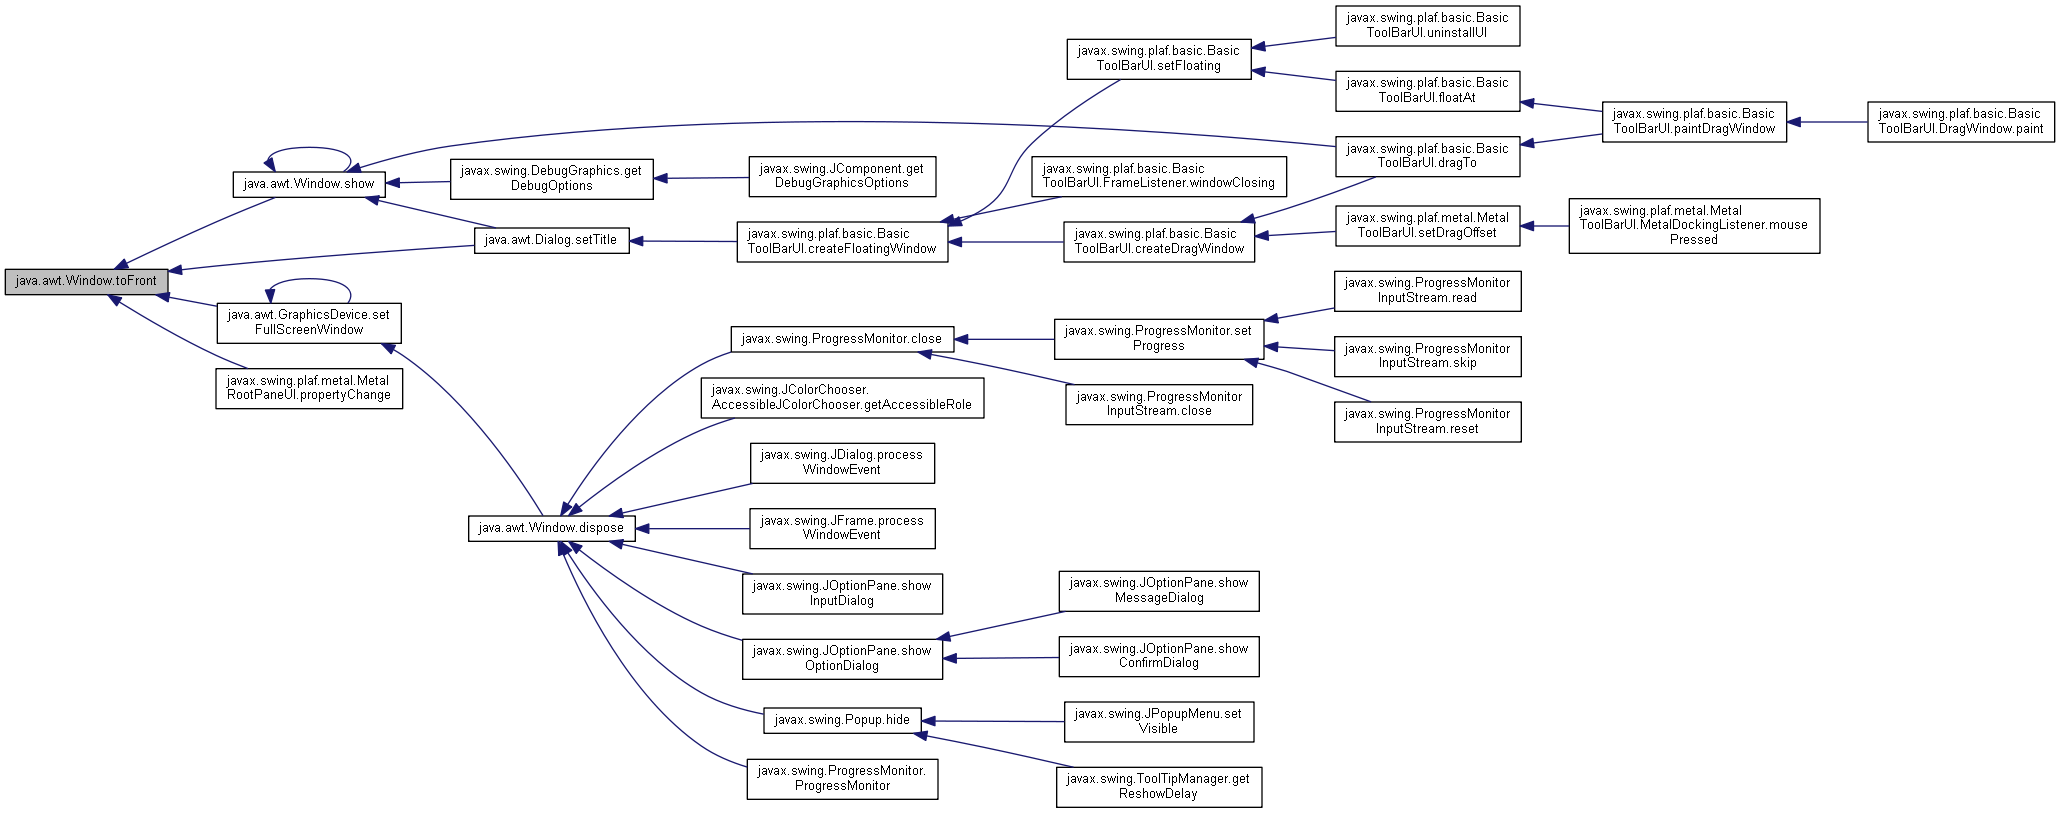 java.awt.Window.toFront
java.awt.Window.show
java.awt.GraphicsDevice.set
FullScreenWindow
javax.swing.plaf.metal.Metal
RootPaneUI.propertyChange
javax.swing.DebugGraphics.get
DebugOptions
java.awt.Dialog.setTitle
java.awt.Window.dispose
javax.swing.JComponent.get
DebugGraphicsOptions
javax.swing.plaf.basic.Basic
ToolBarUI.createFloatingWindow
javax.swing.ProgressMonitor.close
javax.swing.JColorChooser.
AccessibleJColorChooser.getAccessibleRole
javax.swing.JDialog.process
WindowEvent
javax.swing.JFrame.process
WindowEvent
javax.swing.JOptionPane.show
InputDialog
javax.swing.JOptionPane.show
OptionDialog
javax.swing.Popup.hide
javax.swing.ProgressMonitor.
ProgressMonitor
javax.swing.plaf.basic.Basic
ToolBarUI.setFloating
javax.swing.plaf.basic.Basic
ToolBarUI.FrameListener.windowClosing
javax.swing.plaf.basic.Basic
ToolBarUI.createDragWindow
javax.swing.ProgressMonitor.set
Progress
javax.swing.ProgressMonitor
InputStream.close
javax.swing.JOptionPane.show
MessageDialog
javax.swing.JOptionPane.show
ConfirmDialog
javax.swing.JPopupMenu.set
Visible
javax.swing.ToolTipManager.get
ReshowDelay
javax.swing.plaf.basic.Basic
ToolBarUI.uninstallUI
javax.swing.plaf.basic.Basic
ToolBarUI.floatAt
javax.swing.plaf.basic.Basic
ToolBarUI.dragTo
javax.swing.plaf.metal.Metal
ToolBarUI.setDragOffset
javax.swing.ProgressMonitor
InputStream.read
javax.swing.ProgressMonitor
InputStream.skip
javax.swing.ProgressMonitor
InputStream.reset
javax.swing.plaf.basic.Basic
ToolBarUI.paintDragWindow
javax.swing.plaf.metal.Metal
ToolBarUI.MetalDockingListener.mouse
Pressed
javax.swing.plaf.basic.Basic
ToolBarUI.DragWindow.paint